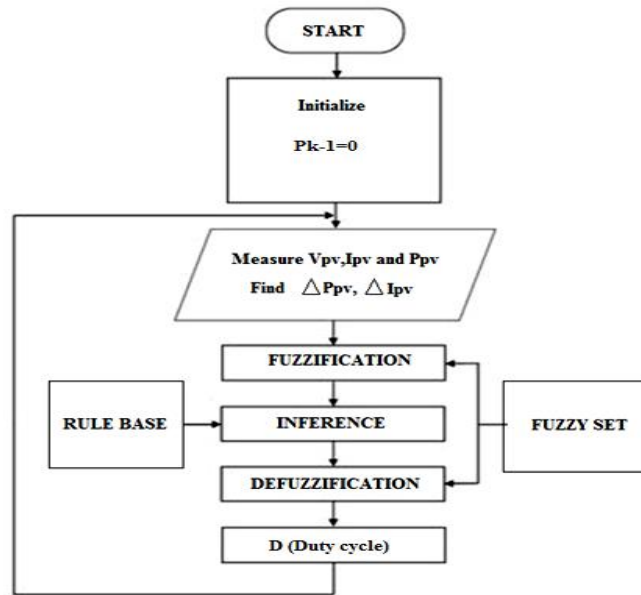 START
Initialize
Pk-1=0
Measure Vpv,Ipv and Ppv
Find △Ppv, △Ipv
FUZZIFICATION
RULE BASE
INFERENCE
FUZZY SET
DEFUZZIFICATION
D (Duty cycle)